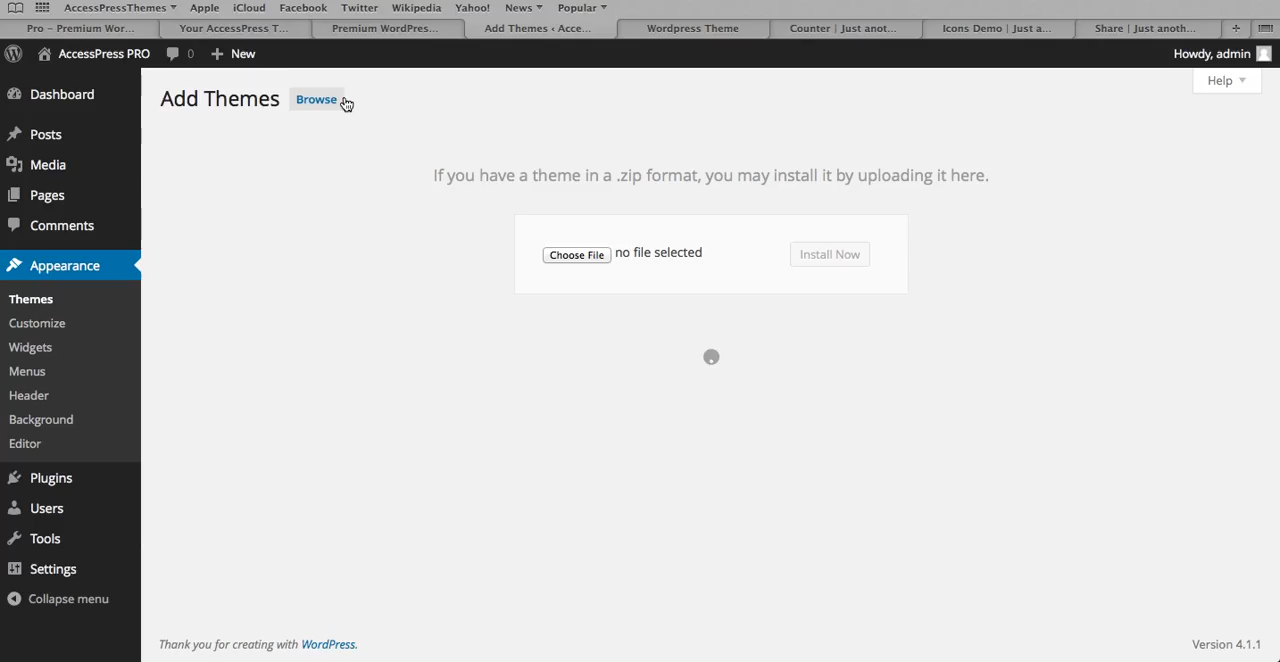 AccessPressThemes Apple iCloud Facebook Twitter Wikipedia Yahoo! News Popular
Pro – Premium Wor... Your AccessPress T... Premium WordPres... Add Themes ‹ Acce... Wordpress Theme Counter | Just anot... Icons Demo | Just a... Share | Just anoth... +
AccessPress PRO 0 + New Howdy, admin
Help
Add Themes Browse
Dashboard
Posts
Media
Pages
Comments
Appearance
Themes
Customize
Widgets
Menus
Header
Background
Editor
Plugins
Users
Tools
Settings
Collapse menu
If you have a theme in a .zip format, you may install it by uploading it here.
Choose File no file selected Install Now
Thank you for creating with WordPress. Version 4.1.1